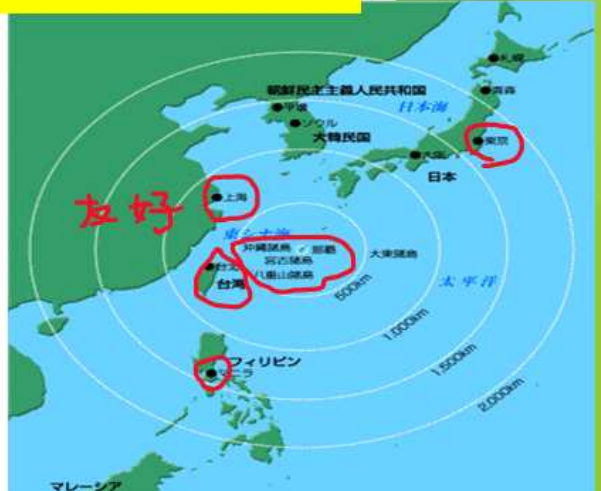 札幌
朝鮮民主主義人民共和国
青森
日本海
平壌
ソウル
大韓民国
東京
大阪
日本
上海
友好
東シナ海
沖縄諸島
那覇
大東諸島
宮古諸島
台北
八重山諸島
台湾
太平洋
500km
1,000km
1,500km
2,000km
フィリピン
マニラ
マレーシア